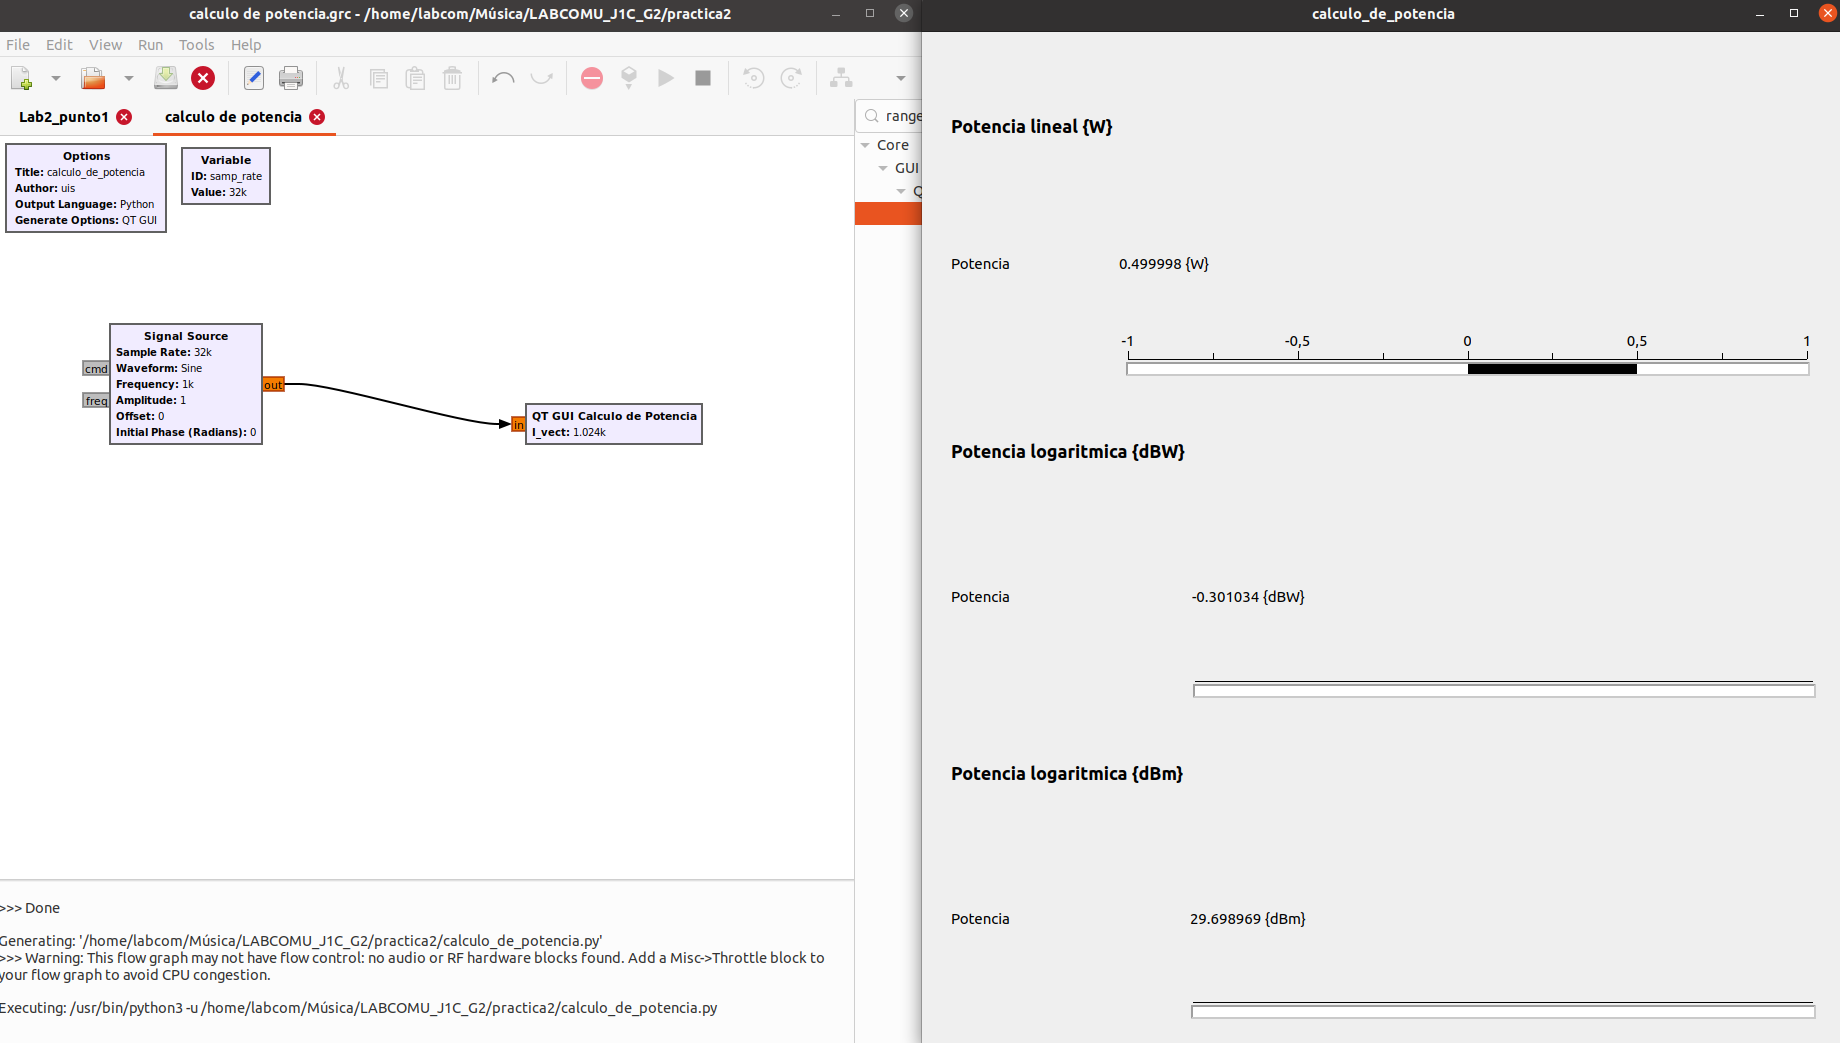 calculo de potencia.grc - /home/labcom/Música/LABCOMU_J1C_G2/practica2
File Edit View Run Tools Help
Lab2_punto1
calculo de potencia
Options
Title: calculo_de_potencia
Author: uis
Output Language: Python
Generate Options: QT GUI
Variable
ID: samp_rate
Value: 32k
Signal Source
Sample Rate: 32k
Waveform: Sine
Frequency: 1k
Amplitude: 1
Offset: 0
Initial Phase (Radians): 0
cmd
freq
out
in
QT GUI Calculo de Potencia
l_vect: 1.024k
range
Core
GUI
Q
>>> Done
Generating: '/home/labcom/Música/LABCOMU_J1C_G2/practica2/calculo_de_potencia.py'
>>> Warning: This flow graph may not have flow control: no audio or RF hardware blocks found. Add a Misc->Throttle block to
your flow graph to avoid CPU congestion.
Executing: /usr/bin/python3 -u /home/labcom/Música/LABCOMU_J1C_G2/practica2/calculo_de_potencia.py
calculo_de_potencia
Potencia lineal {W}
Potencia 0.499998 {W}
-1 -0,5 0 0,5 1
Potencia logaritmica {dBW}
Potencia -0.301034 {dBW}
Potencia logaritmica {dBm}
Potencia 29.698969 {dBm}